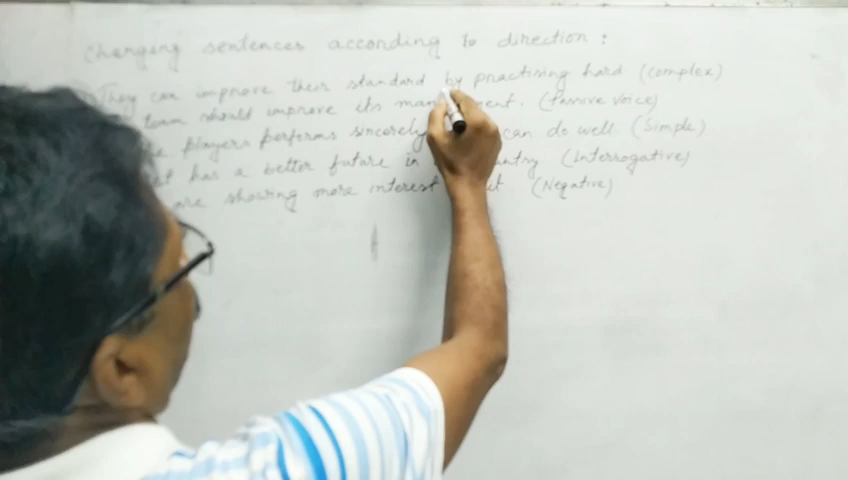 Changing sentences according to direction :
They can improve their standard by practising hard (complex)
team should improve its management. (Passive voice)
players performs sincerely can do well. (Simple)
has a better future in (Interrogative)
are showing more interest (Negative)